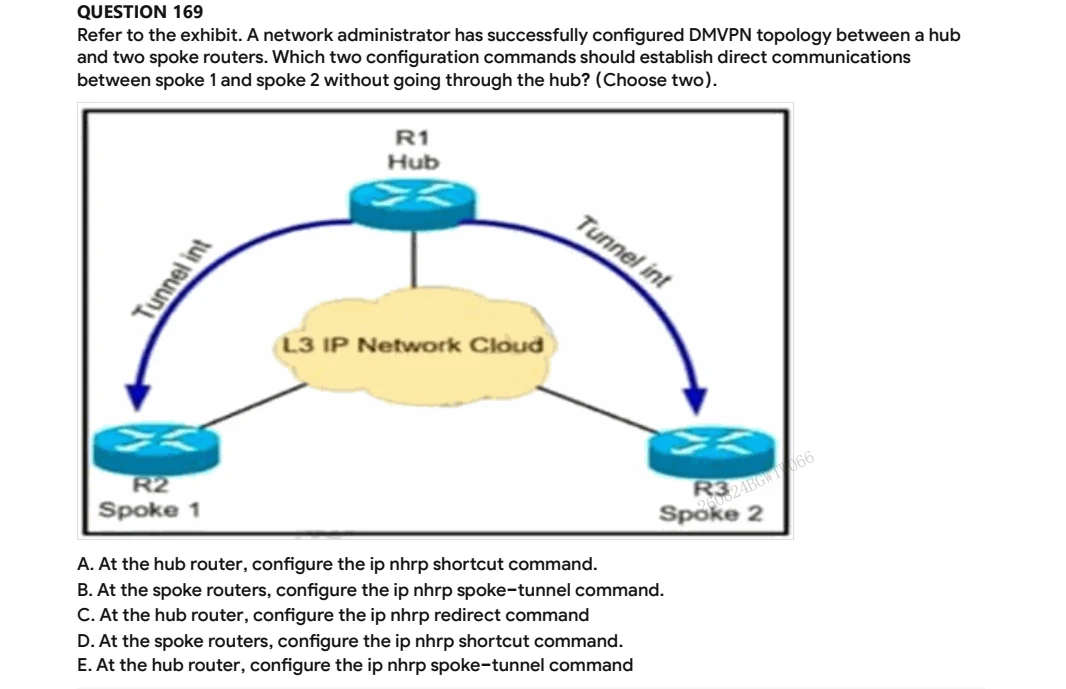 QUESTION 169
Refer to the exhibit. A network administrator has successfully configured DMVPN topology between a hub
and two spoke routers. Which two configuration commands should establish direct communications
between spoke 1 and spoke 2 without going through the hub? (Choose two).
R1
Hub
Tunnel int
Tunnel int
L3 IP Network Cloud
R2
Spoke 1
R3
Spoke 2
A. At the hub router, configure the ip nhrp shortcut command.
B. At the spoke routers, configure the ip nhrp spoke-tunnel command.
C. At the hub router, configure the ip nhrp redirect command
D. At the spoke routers, configure the ip nhrp shortcut command.
E. At the hub router, configure the ip nhrp spoke-tunnel command